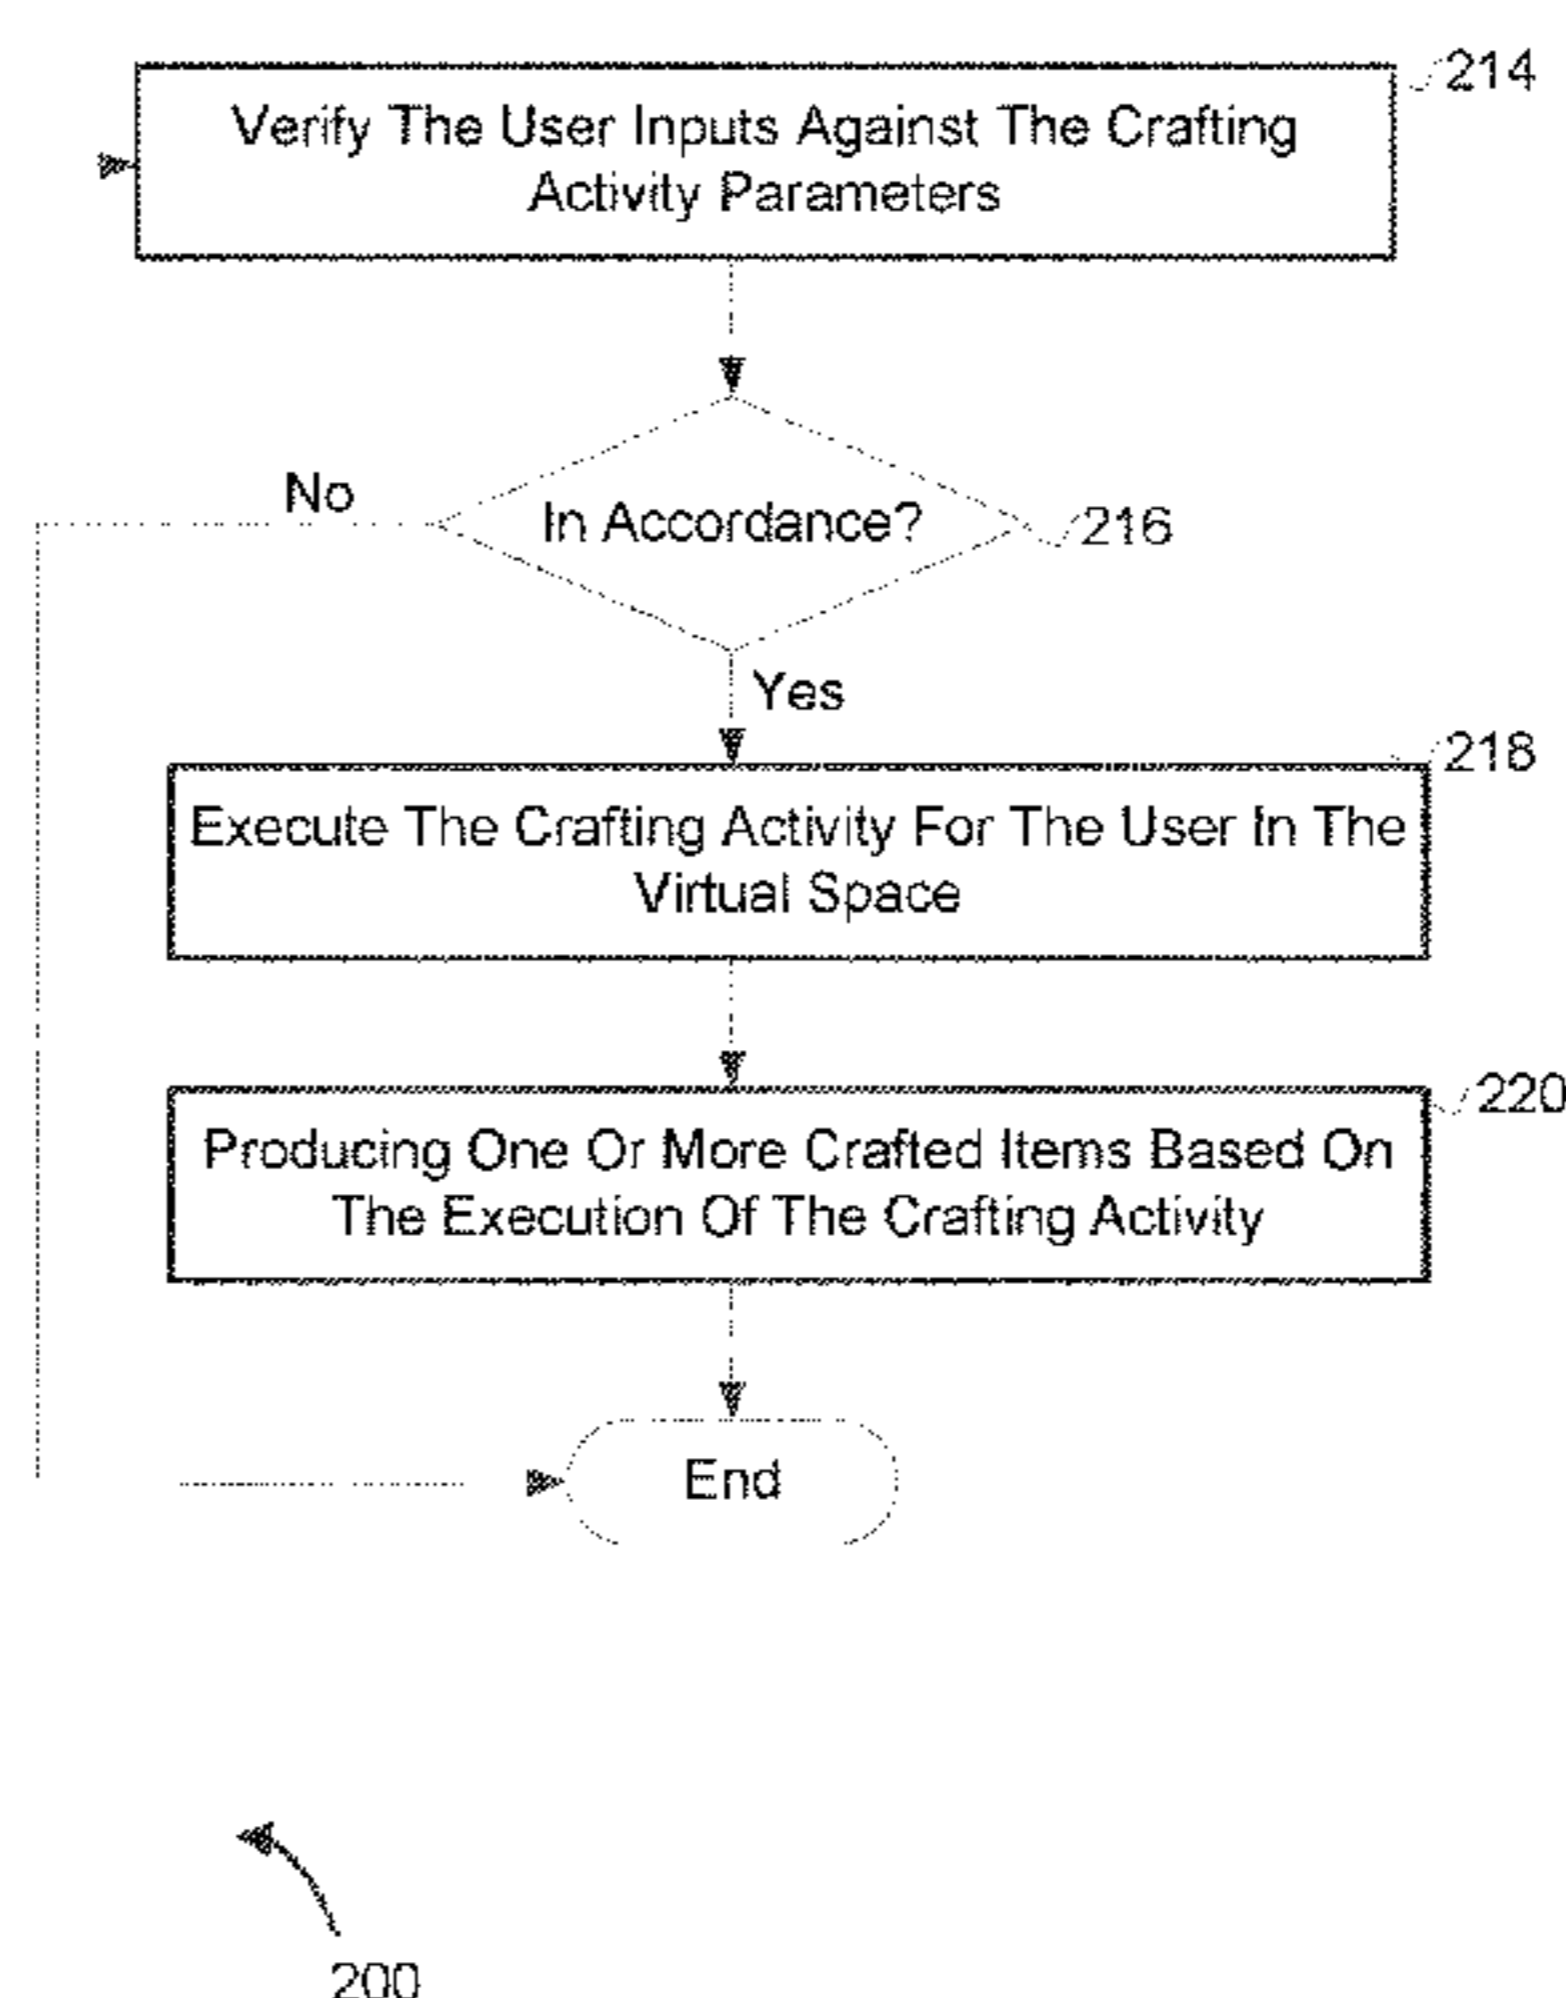 214
Verify The User Inputs Against The Crafting
Activity Parameters
No
In Accordance?
216
Yes
218
Execute The Crafting Activity For The User In The
Virtual Space
220
Producing One Or More Crafted Items Based On
The Execution Of The Crafting Activity
End
200